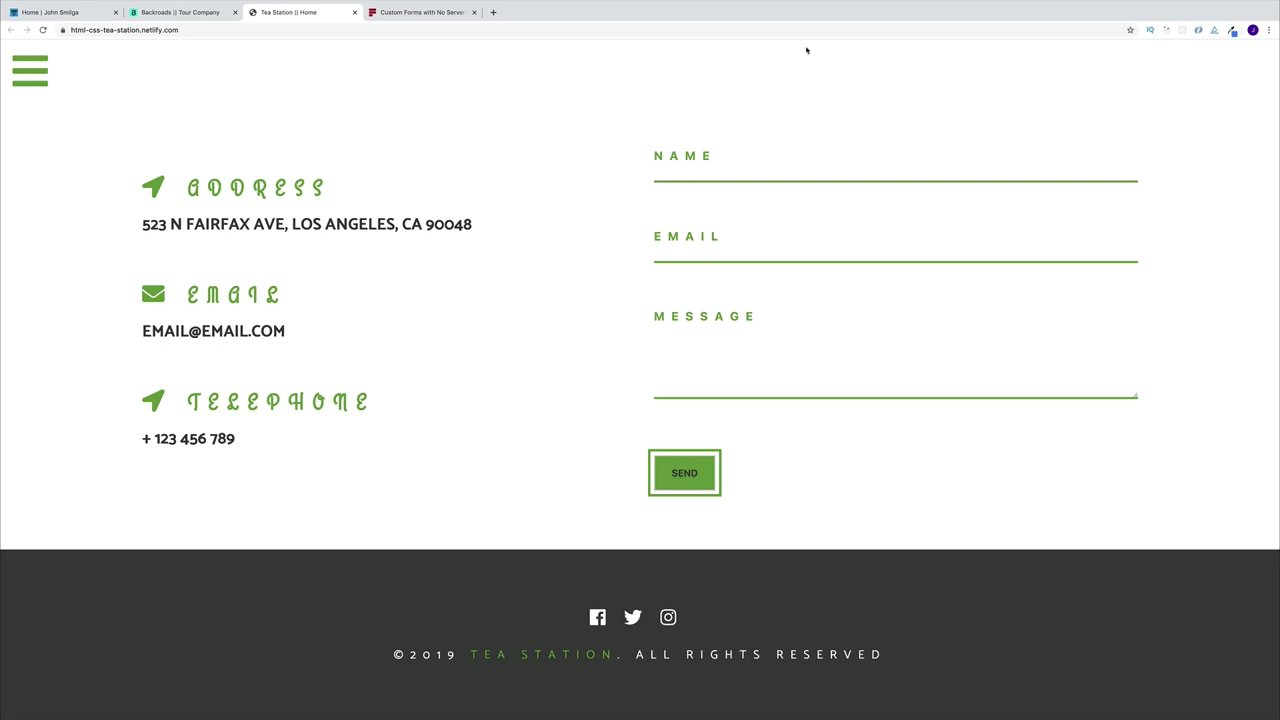 Home | John Smilga
Backroads || Tour Company
Tea Station || Home
Custom Forms with No Server
html-css-tea-station.netlify.com
ADDRESS
523 N FAIRFAX AVE, LOS ANGELES, CA 90048
EMAIL
EMAIL@EMAIL.COM
TELEPHONE
+ 123 456 789
NAME
EMAIL
MESSAGE
SEND
©2019 TEA STATION. ALL RIGHTS RESERVED